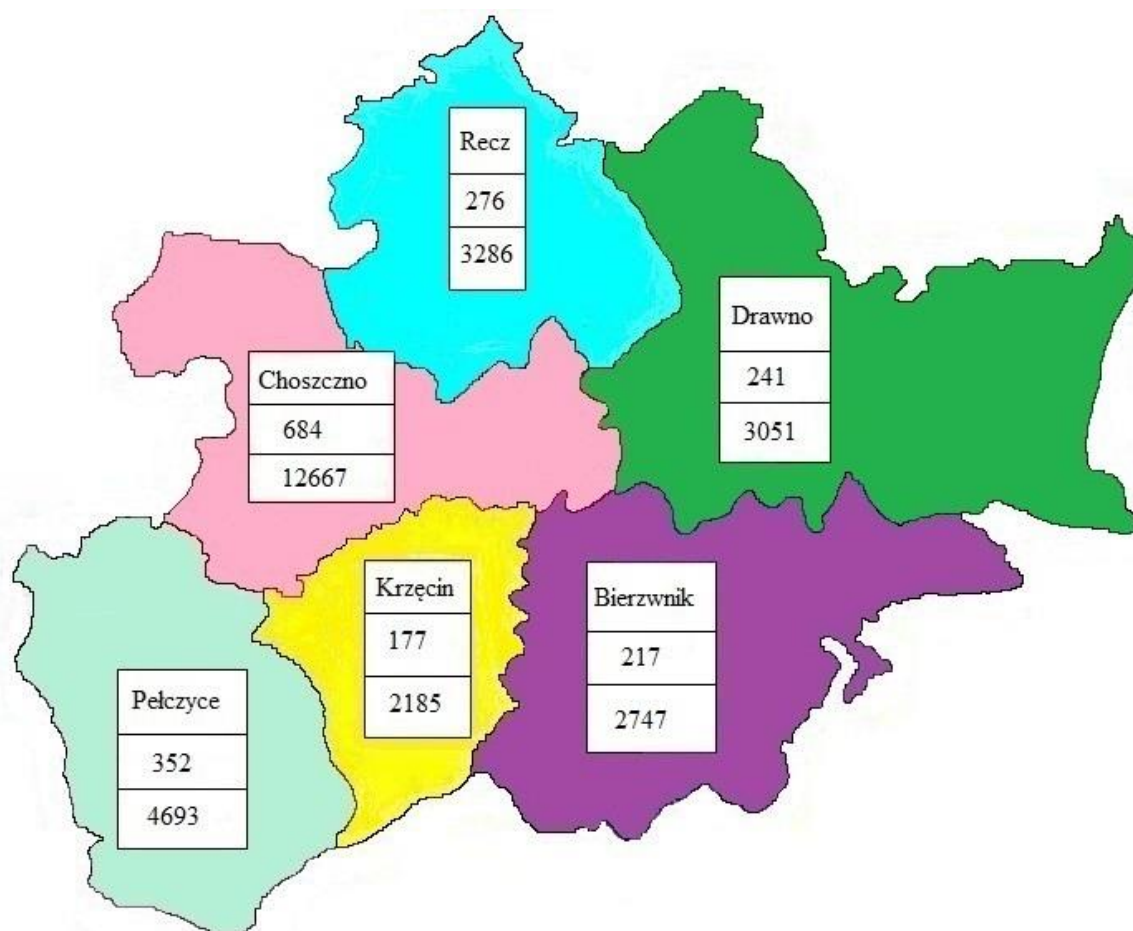 Recz
276
3286
Drawno
241
3051
Choszczno
684
12667
Krzęcin
177
2185
Bierzwnik
217
2747
Pełczyce
352
4693